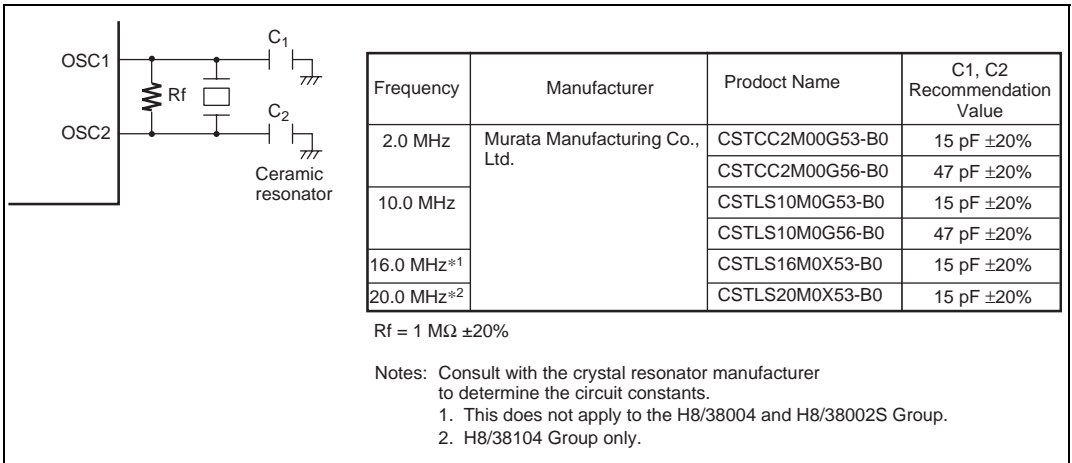 OSC1
OSC2
Rf
C1
C2
Ceramic
resonator
Frequency Manufacturer Prodoct Name C1, C2
Recommendation
Value
2.0 MHz Murata Manufacturing Co., Ltd. CSTCC2M00G53-B0 15 pF ±20%
CSTCC2M00G56-B0 47 pF ±20%
10.0 MHz CSTLS10M0G53-B0 15 pF ±20%
CSTLS10M0G56-B0 47 pF ±20%
16.0 MHz*1 CSTLS16M0X53-B0 15 pF ±20%
20.0 MHz*2 CSTLS20M0X53-B0 15 pF ±20%
Rf = 1 MΩ ±20%
Notes: Consult with the crystal resonator manufacturer
to determine the circuit constants.
1. This does not apply to the H8/38004 and H8/38002S Group.
2. H8/38104 Group only.